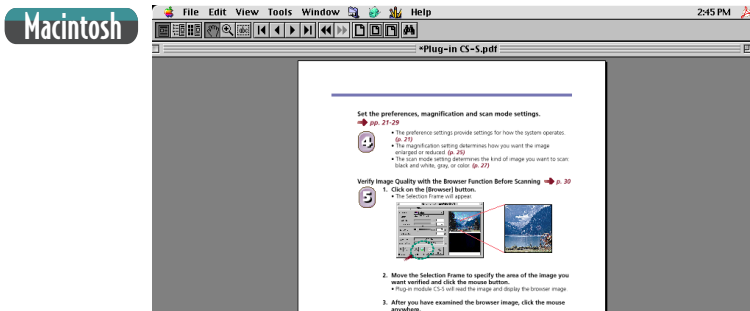 Macintosh
File Edit View Tools Window Help 2:45 PM
*Plug-in CS-S.pdf
Set the preferences, magnification and scan mode settings.
pp. 21-29
4
• The preference settings provide settings for how the system operates.
(p. 21)
• The magnification setting determines how you want the image
enlarged or reduced. (p. 25)
• The scan mode setting determines the kind of image you want to scan:
black and white, gray, or color. (p. 27)
Verify Image Quality with the Browser Function Before Scanning p. 30
5
1. Click on the [Browser] button.
• The Selection Frame will appear.
2. Move the Selection Frame to specify the area of the image you
want verified and click the mouse button.
• Plug-in module CS-S will read the image and display the browser image.
3. After you have examined the browser image, click the mouse
anywhere.